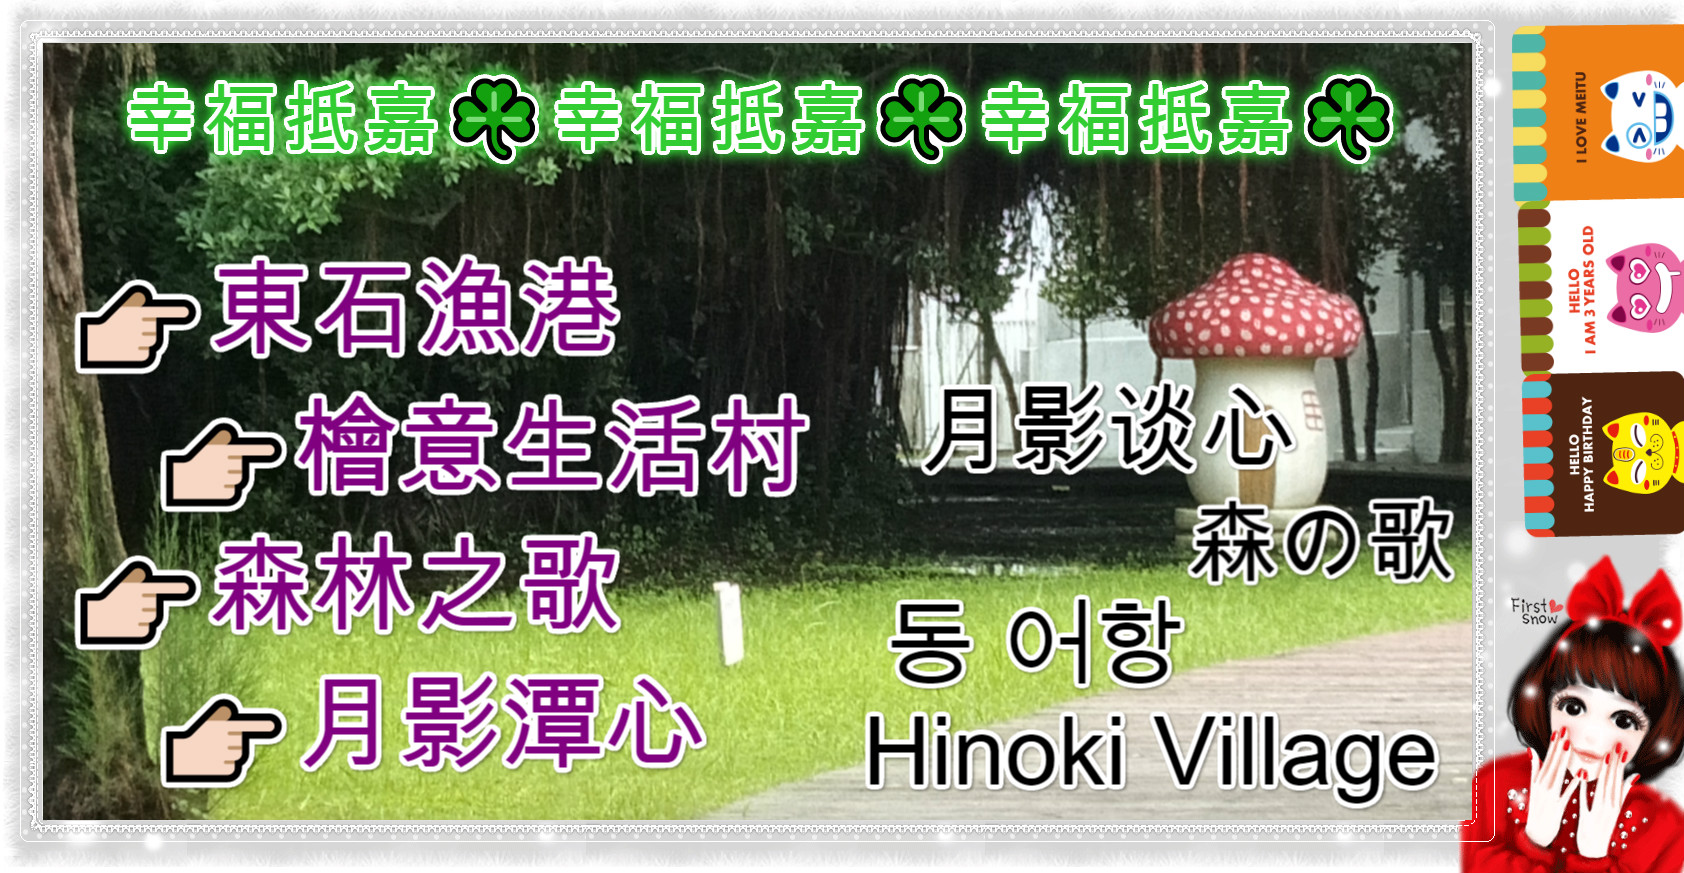 幸福抵嘉☘幸福抵嘉☘幸福抵嘉☘
👉東石漁港
👉檜意生活村
👉森林之歌
👉月影潭心
月影谈心
森の歌
동 어항
Hinoki Village
I LOVE MEITU
HELLO
I AM 3 YEARS OLD
HELLO
HAPPY BIRTHDAY
First
Snow